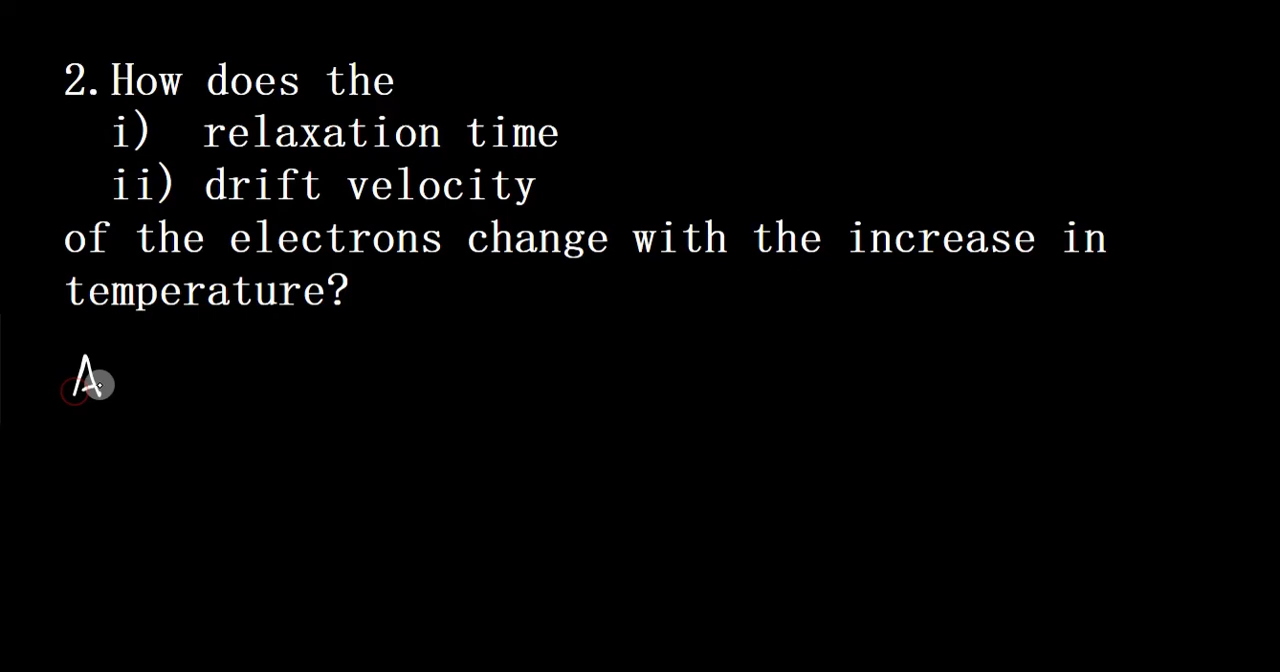 2. How does the
i) relaxation time
ii) drift velocity
of the electrons change with the increase in
temperature?
A